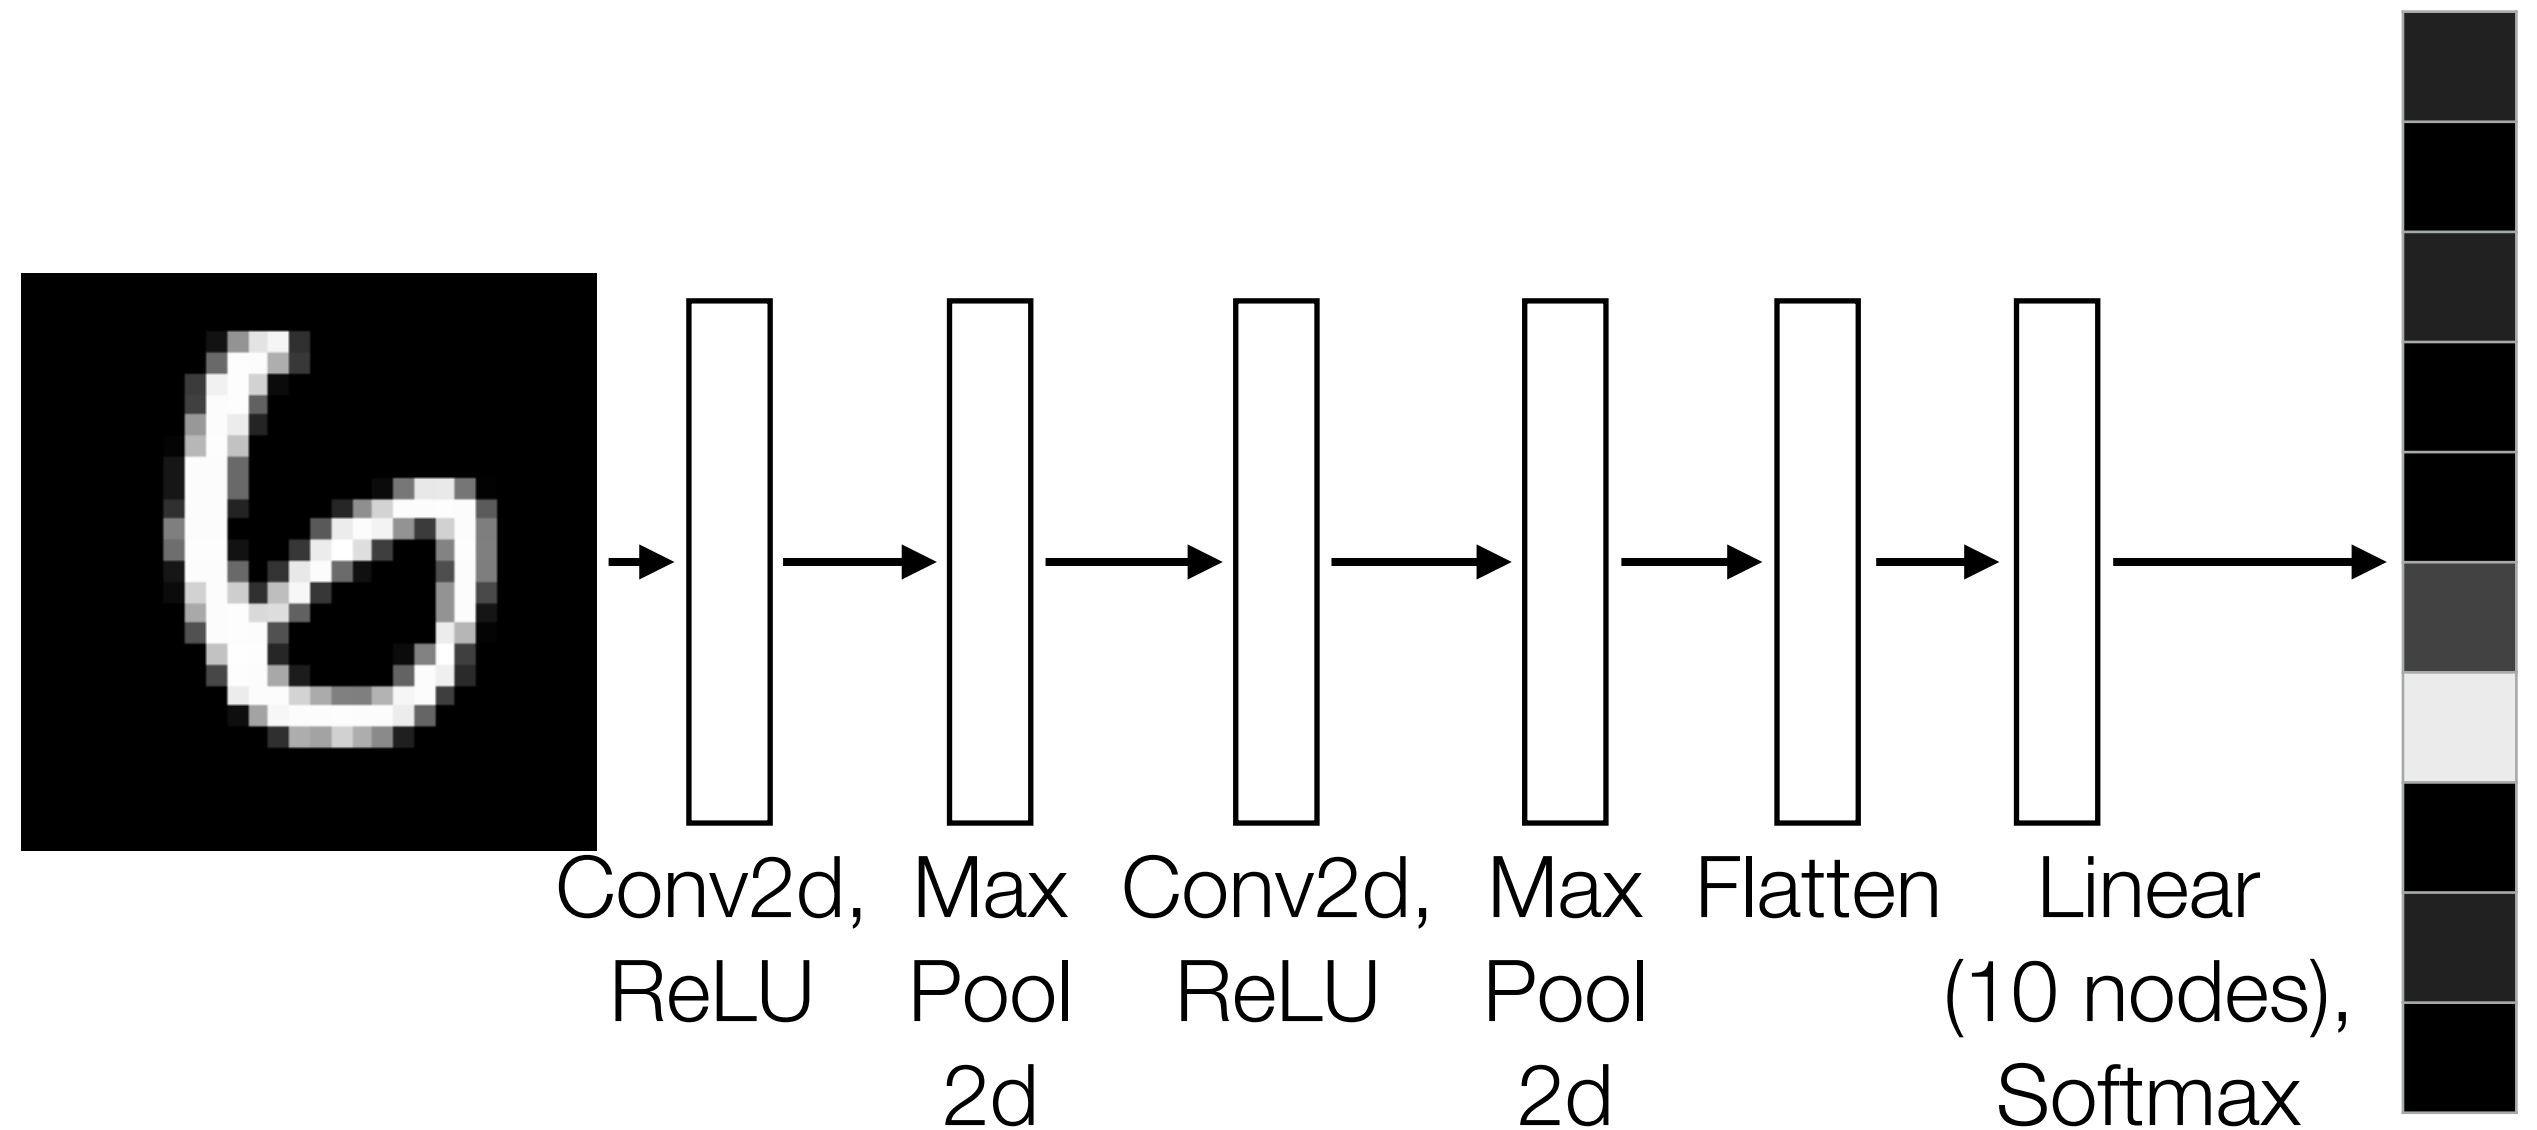 Conv2d,
ReLU
Max
Pool
2d
Conv2d,
ReLU
Max
Pool
2d
Flatten
Linear
(10 nodes),
Softmax